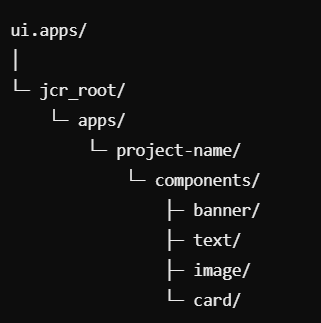 ui.apps/
│
└─ jcr_root/
    └─ apps/
        └─ project-name/
            └─ components/
                ├─ banner/
                ├─ text/
                ├─ image/
                └─ card/